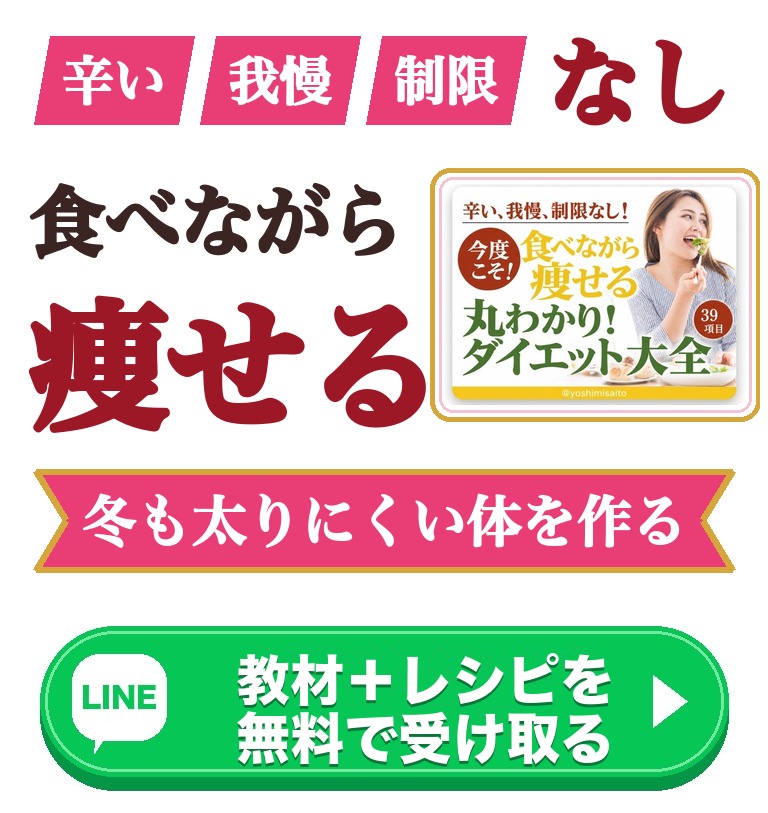 辛い 我慢 制限 なし
食べながら
痩せる
辛い、我慢、制限なし!
今度こそ!
食べながら
痩せる
丸わかり!
39項目
ダイエット大全
@yoshimisaito
冬も太りにくい体を作る
LINE
教材+レシピを
無料で受け取る